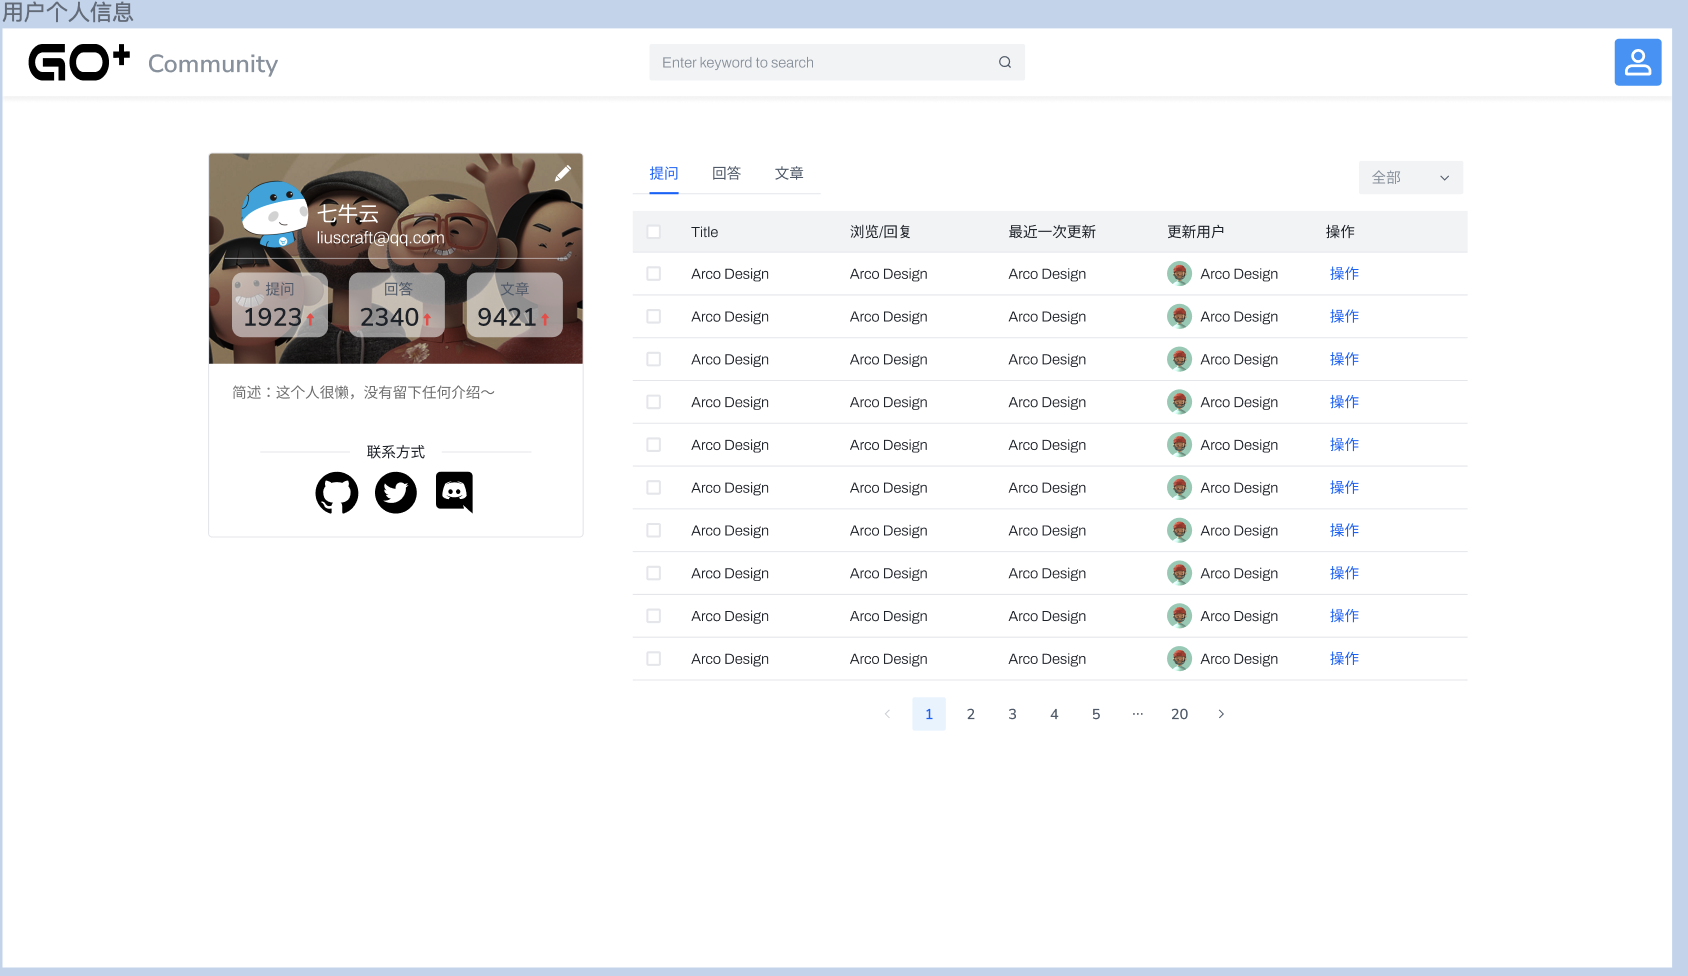 用户个人信息
GO+ Community
Enter keyword to search
七牛云
liuscraft@qq.com
提问 回答 文章
1923 2340 9421
简述：这个人很懒，没有留下任何介绍～
联系方式
提问 回答 文章
全部
Title 浏览/回复 最近一次更新 更新用户 操作
Arco Design Arco Design Arco Design Arco Design 操作
Arco Design Arco Design Arco Design Arco Design 操作
Arco Design Arco Design Arco Design Arco Design 操作
Arco Design Arco Design Arco Design Arco Design 操作
Arco Design Arco Design Arco Design Arco Design 操作
Arco Design Arco Design Arco Design Arco Design 操作
Arco Design Arco Design Arco Design Arco Design 操作
Arco Design Arco Design Arco Design Arco Design 操作
Arco Design Arco Design Arco Design Arco Design 操作
Arco Design Arco Design Arco Design Arco Design 操作
1 2 3 4 5 ··· 20